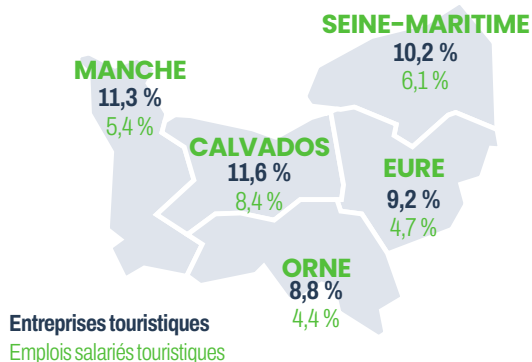 SEINE-MARITIME
10,2 %
6,1 %
MANCHE
11,3 %
5,4 %
CALVADOS
11,6 %
8,4 %
EURE
9,2 %
4,7 %
ORNE
8,8 %
4,4 %
Entreprises touristiques
Emplois salariés touristiques